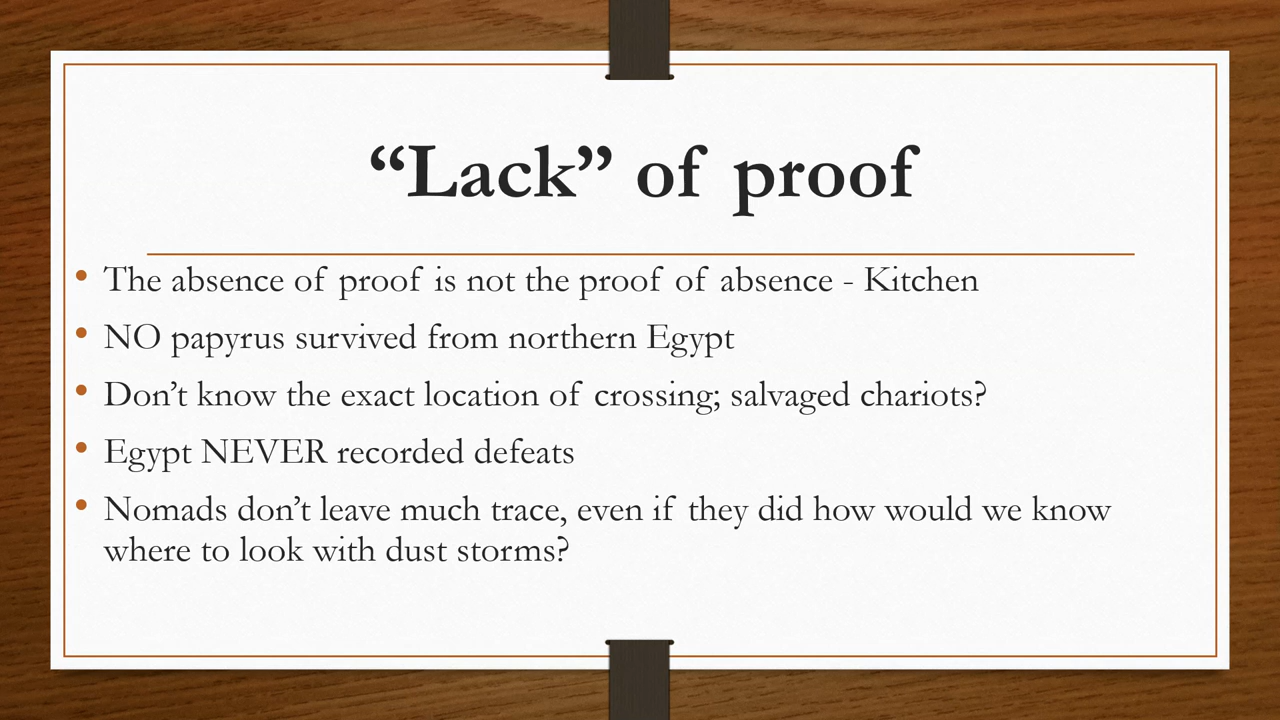 “Lack” of proof
• The absence of proof is not the proof of absence - Kitchen
• NO papyrus survived from northern Egypt
• Don’t know the exact location of crossing; salvaged chariots?
• Egypt NEVER recorded defeats
• Nomads don’t leave much trace, even if they did how would we know
where to look with dust storms?